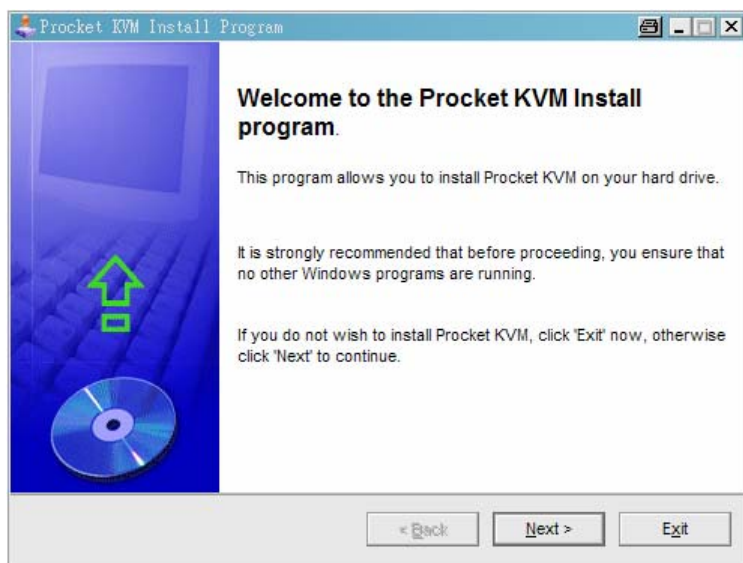 Procket KVM Install Program
Welcome to the Procket KVM Install
program.
This program allows you to install Procket KVM on your hard drive.
It is strongly recommended that before proceeding, you ensure that
no other Windows programs are running.
If you do not wish to install Procket KVM, click 'Exit' now, otherwise
click 'Next' to continue.
< Back
Next >
Exit